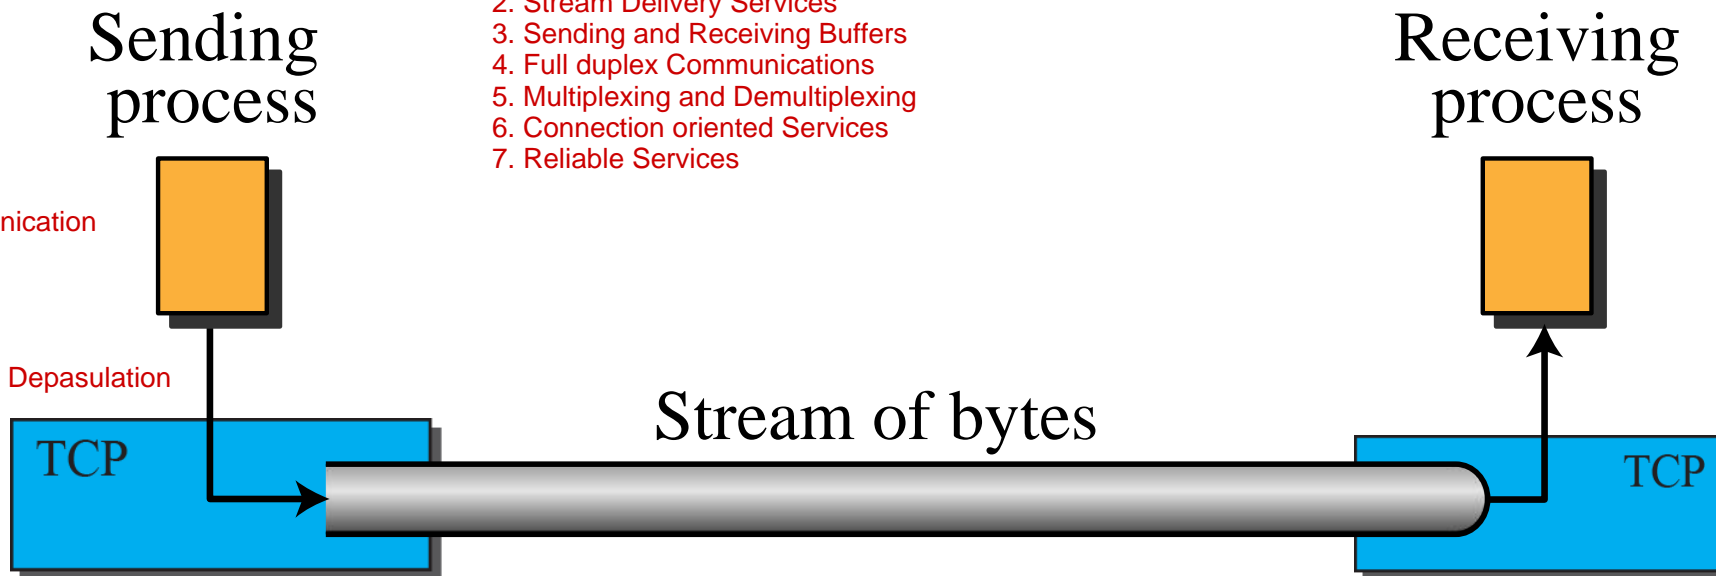 2. Stream Delivery Services
Sending
process
3. Sending and Receiving Buffers
4. Full duplex Communications
5. Multiplexing and Demultiplexing
6. Connection oriented Services
7. Reliable Services
Receiving
process
nication
Depasulation
Stream of bytes
TCP
TCP